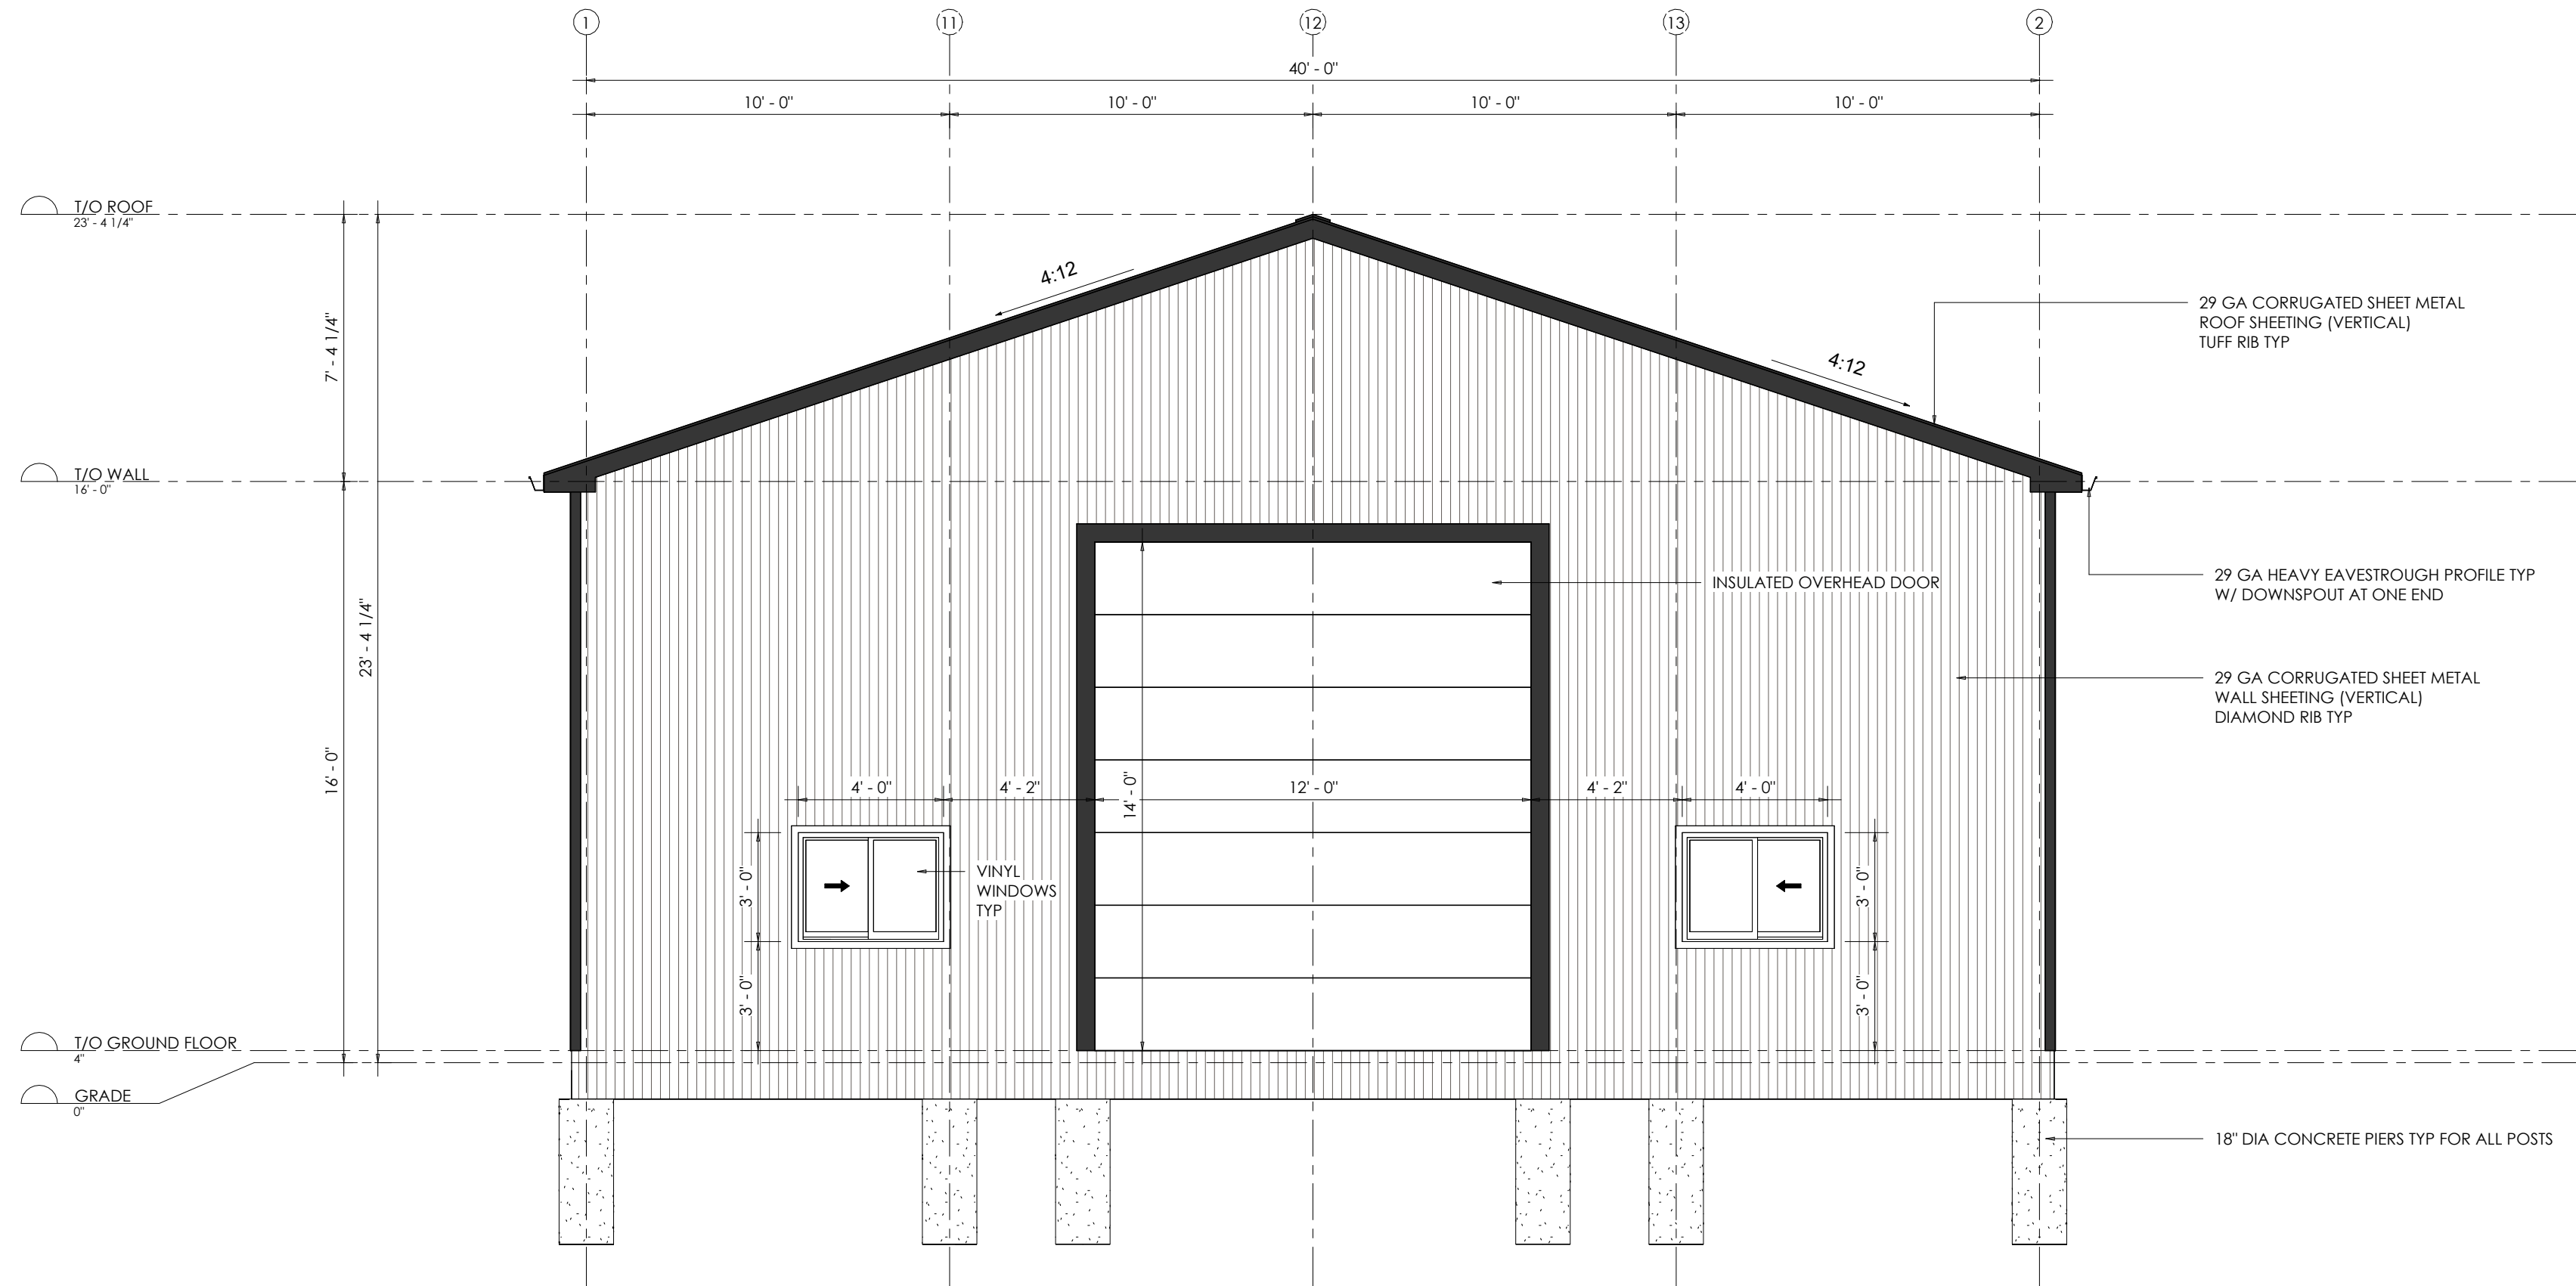 1
11
12
13
2
40' - 0"
10' - 0"
10' - 0"
10' - 0"
10' - 0"
T/O ROOF
23' - 4 1/4"
4:12
4:12
29 GA CORRUGATED SHEET METAL
ROOF SHEETING (VERTICAL)
TUFF RIB TYP
7' - 4 1/4"
T/O WALL
16' - 0"
23' - 4 1/4"
16' - 0"
INSULATED OVERHEAD DOOR
29 GA HEAVY EAVESTROUGH PROFILE TYP
W/ DOWNSPOUT AT ONE END
29 GA CORRUGATED SHEET METAL
WALL SHEETING (VERTICAL)
DIAMOND RIB TYP
4' - 0"
4' - 2"
14' - 0"
12' - 0"
4' - 2"
4' - 0"
3' - 0"
VINYL
WINDOWS
TYP
3' - 0"
3' - 0"
3' - 0"
T/O GROUND FLOOR
4"
GRADE
0"
18" DIA CONCRETE PIERS TYP FOR ALL POSTS